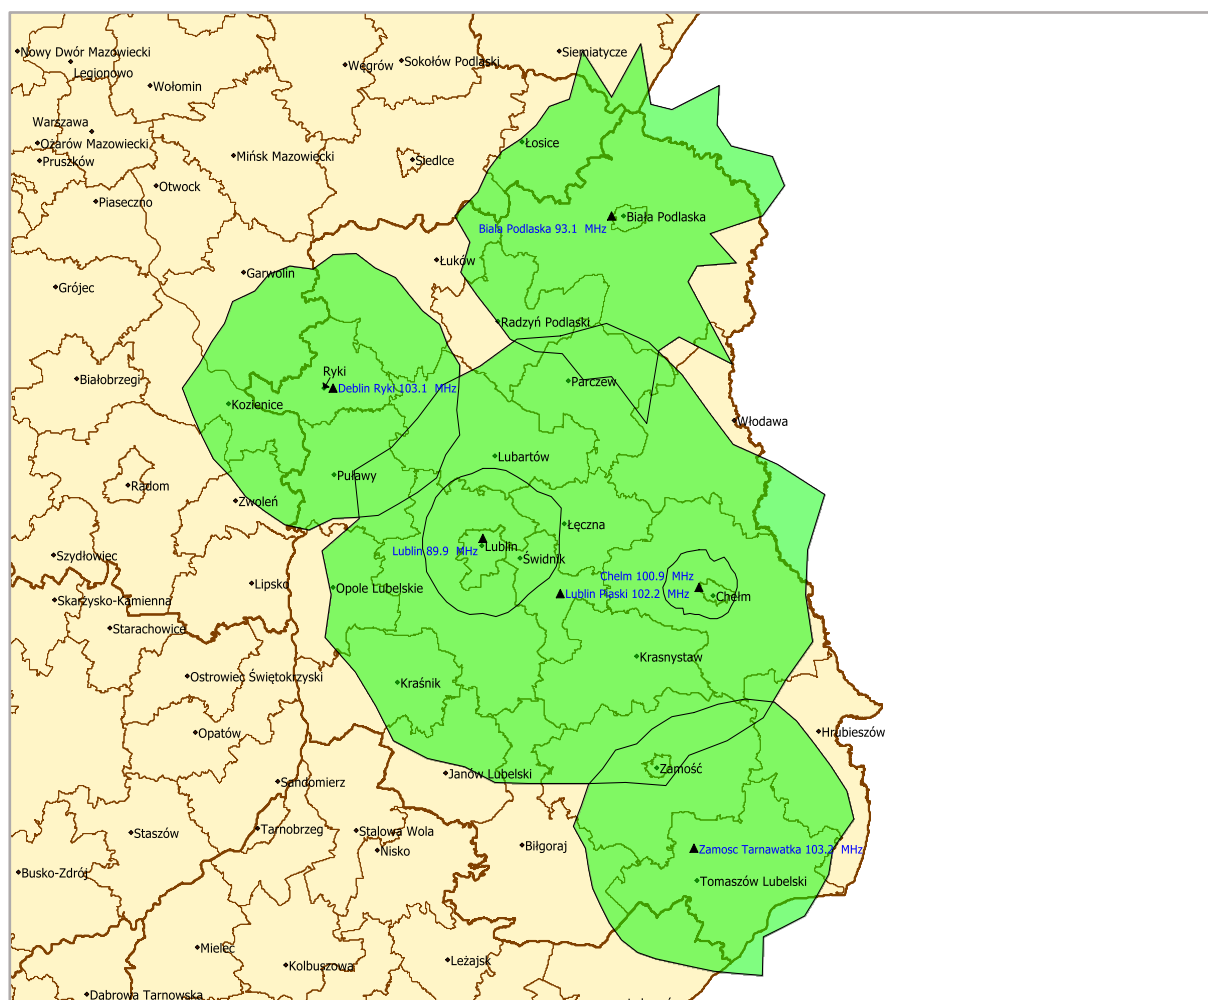 Nowy Dwór Mazowiecki
Legionowo
Wołomin
Węgrów
Sokołów Podlaski
Siemiatycze
Warszawa
Ożarów Mazowiecki
Pruszków
Mińsk Mazowiecki
Siedlce
Łosice
Otwock
Piaseczno
Biała Podlaska
Biala Podlaska 93.1 MHz
Łuków
Garwolin
Grójec
Radzyń Podlaski
Ryki
Deblin Ryki 103.1 MHz
Białobrzegi
Kozienice
Parczew
Włodawa
Lubartów
Puławy
Radom
Zwoleń
Łęczna
Lublin
Lublin 89.9 MHz
Świdnik
Szydłowiec
Lipsko
Opole Lubelskie
Chelm 100.9 MHz
Lublin Piaski 102.2 MHz
Chełm
Skarżysko-Kamienna
Starachowice
Krasnystaw
Ostrowiec Świętokrzyski
Kraśnik
Opatów
Hrubieszów
Zamość
Janów Lubelski
Sandomierz
Staszów
Tarnobrzeg
Stalowa Wola
Nisko
Biłgoraj
Zamosc Tarnawatka 103.2 MHz
Busko-Zdrój
Tomaszów Lubelski
Mielec
Kolbuszowa
Leżajsk
Dąbrowa Tarnowska